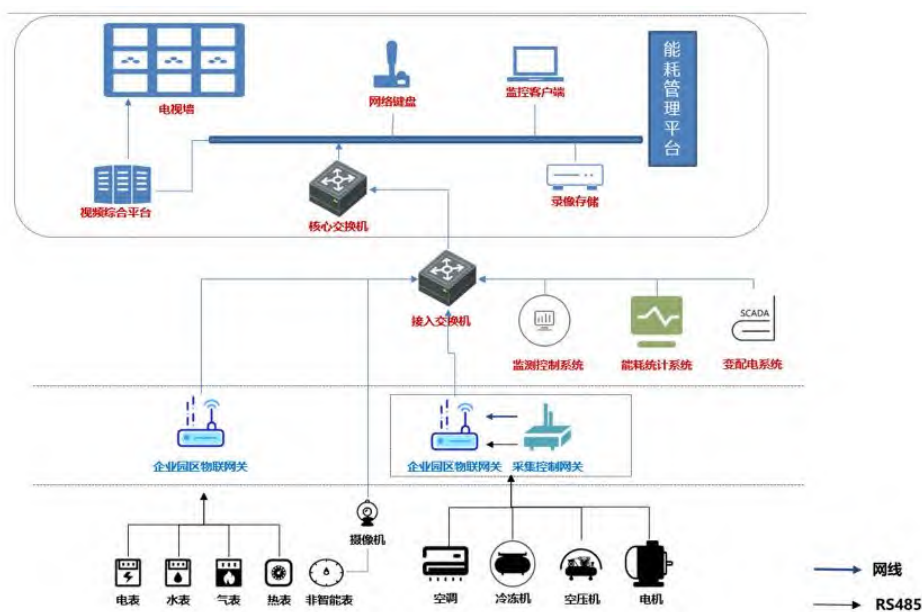 电视墙
网络键盘
监控客户端
能耗管理平台
视频综合平台
核心交换机
录像存储
接入交换机
SCADA
监测控制系统
能耗统计系统
变配电系统
企业园区物联网关
企业园区物联网关
采集控制网关
摄像机
电表
水表
气表
热表
非智能表
空调
冷冻机
空压机
电机
网线
RS485